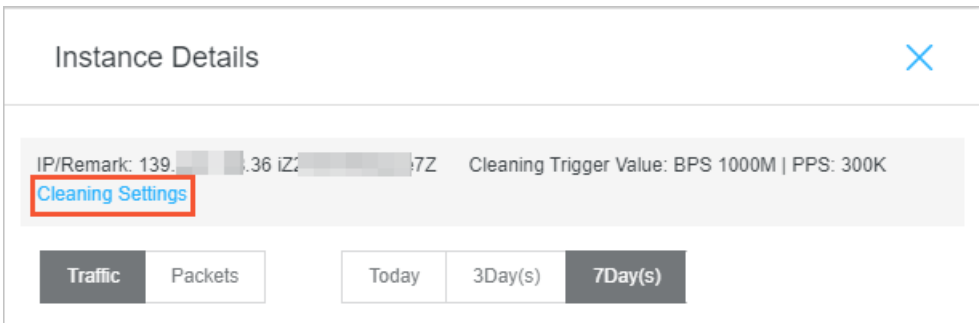 Instance Details
IP/Remark: 139. .36 iZ2 e7Z Cleaning Trigger Value: BPS 1000M | PPS: 300K
Cleaning Settings
Traffic Packets Today 3Day(s) 7Day(s)